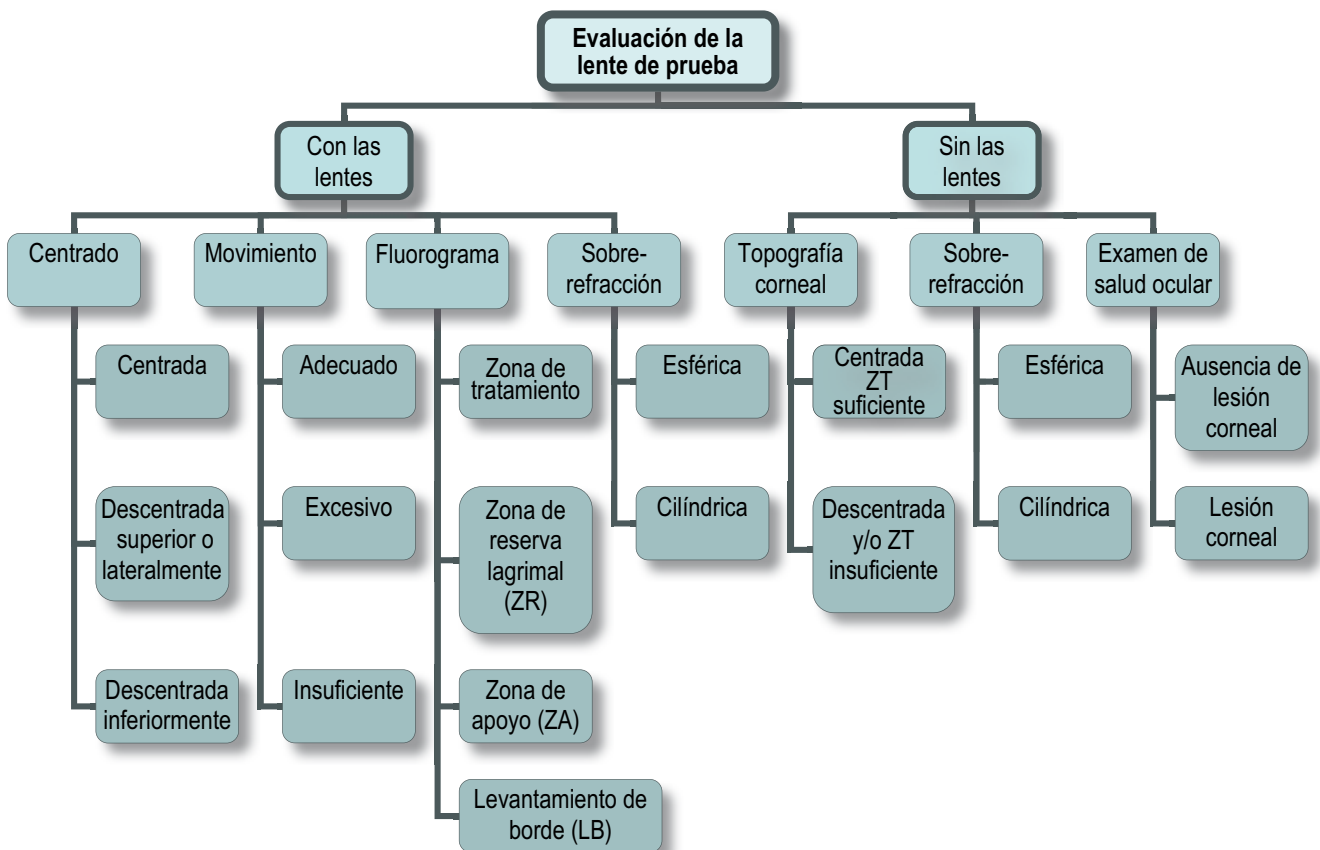 Evaluación de la
lente de prueba
Con las
lentes
Sin las
lentes
Centrado
Movimiento
Fluorograma
Sobre-
refracción
Topografía
corneal
Sobre-
refracción
Examen de
salud ocular
Centrada
Adecuado
Zona de
tratamiento
Esférica
Centrada
ZT
suficiente
Esférica
Ausencia de
lesión
corneal
Descentrada
superior o
lateralmente
Excesivo
Zona de
reserva
lagrimal
(ZR)
Cilíndrica
Descentrada
y/o ZT
insuficiente
Cilíndrica
Lesión
corneal
Descentrada
inferiormente
Insuficiente
Zona de
apoyo (ZA)
Levantamiento de
borde (LB)